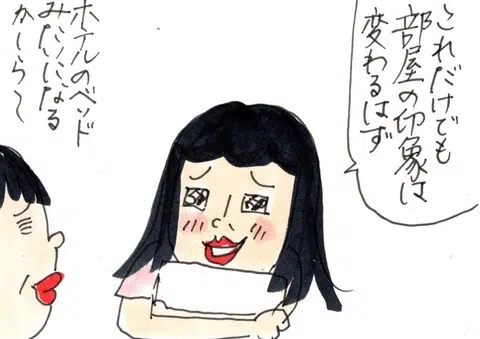 これだけでも
部屋の印象は
変わるはず
ホテルのベッド
みたいになる
かしら〜